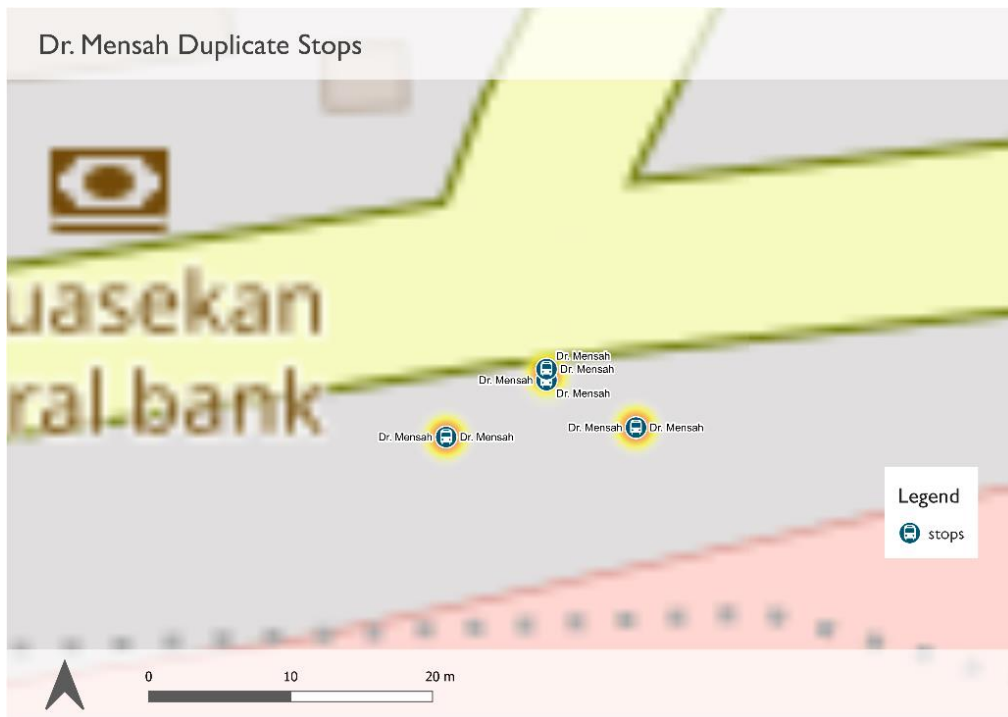 Dr. Mensah Duplicate Stops
uasekan
ral bank
Dr. Mensah
Dr. Mensah
Dr. Mensah
Dr. Mensah
Dr. Mensah
Dr. Mensah
Dr. Mensah
Dr. Mensah
Legend
stops
0 10 20 m